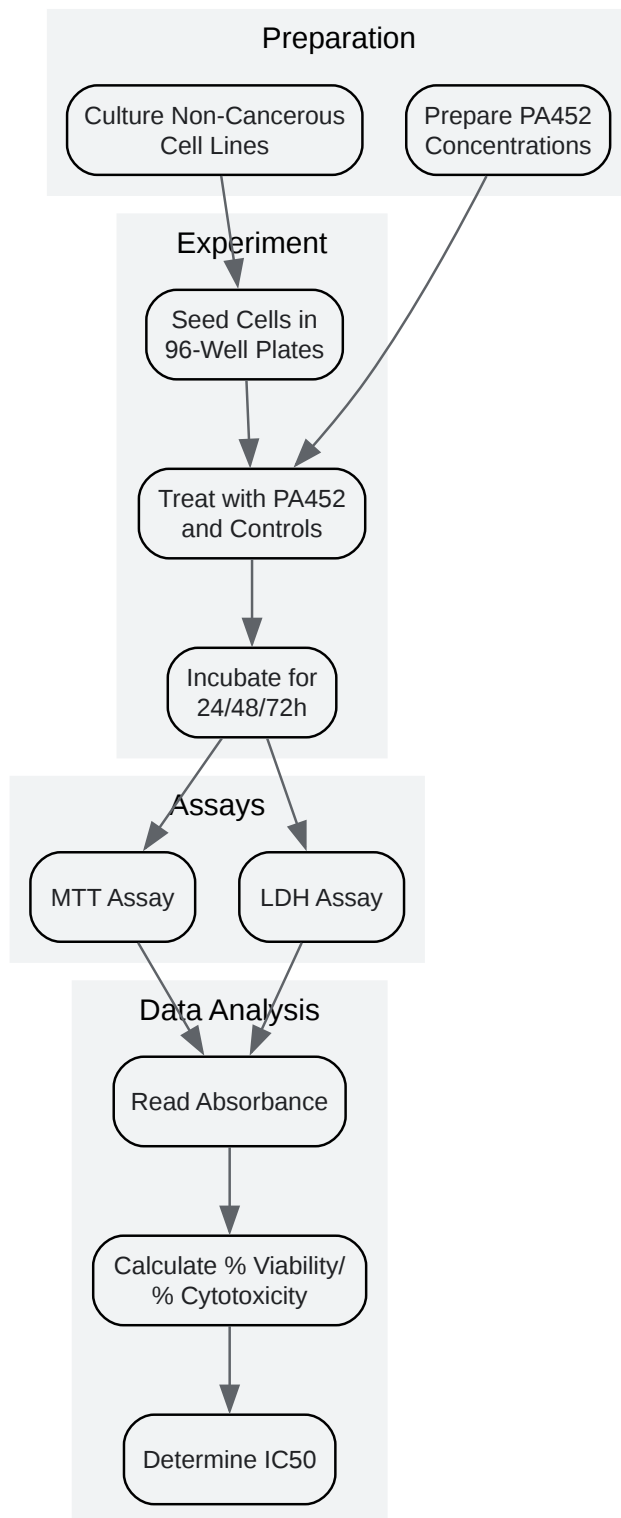 Preparation
Culture Non-Cancerous
Cell Lines
Prepare PA452
Concentrations
Experiment
Seed Cells in
96-Well Plates
Treat with PA452
and Controls
Incubate for
24/48/72h
Assays
MTT Assay
LDH Assay
Data Analysis
Read Absorbance
Calculate % Viability/
% Cytotoxicity
Determine IC50